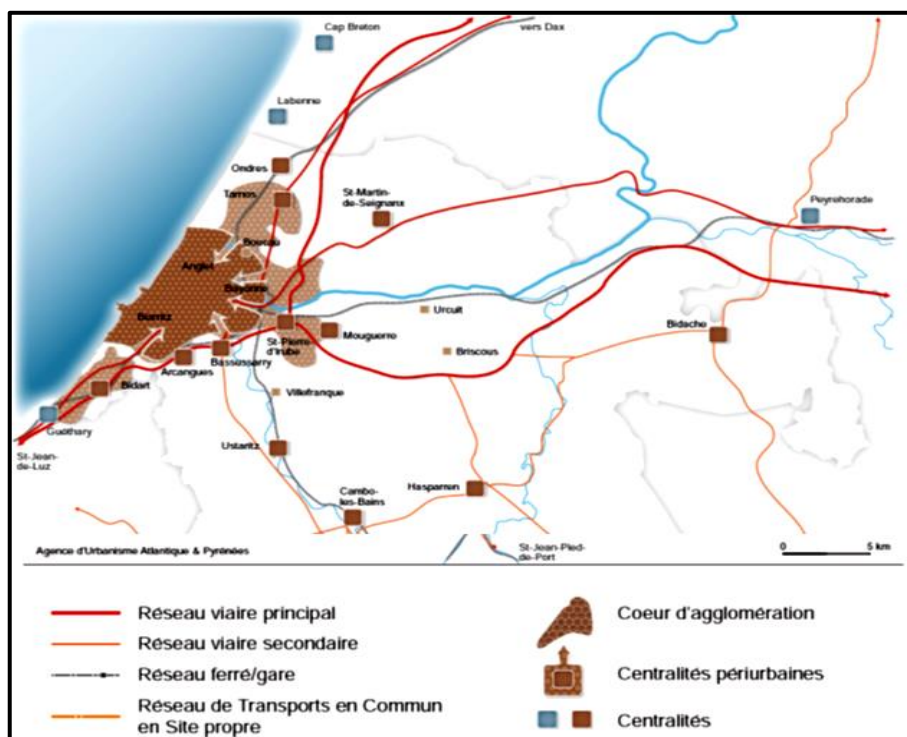 Cap Breton
vers Dax
Labenne
Ondres
Tarnos
St-Martin-
de-Seignanx
Peyrehorade
Boucau
Anglet
Bayonne
Biarritz
St-Pierre-
d'Irube
Mouguerre
Urcuit
Briscous
Bidache
Arcangues
Bassussarry
Bidart
Villefranque
Guéthary
St-Jean-
de-Luz
Ustaritz
Cambo-
les-Bains
Hasparren
Agence d'Urbanisme Atlantique & Pyrénées
St-Jean-Pied-
de-Port
0 5 km
Réseau viaire principal
Réseau viaire secondaire
Réseau ferré/gare
Réseau de Transports en Commun
en Site propre
Coeur d'agglomération
Centralités périurbaines
Centralités